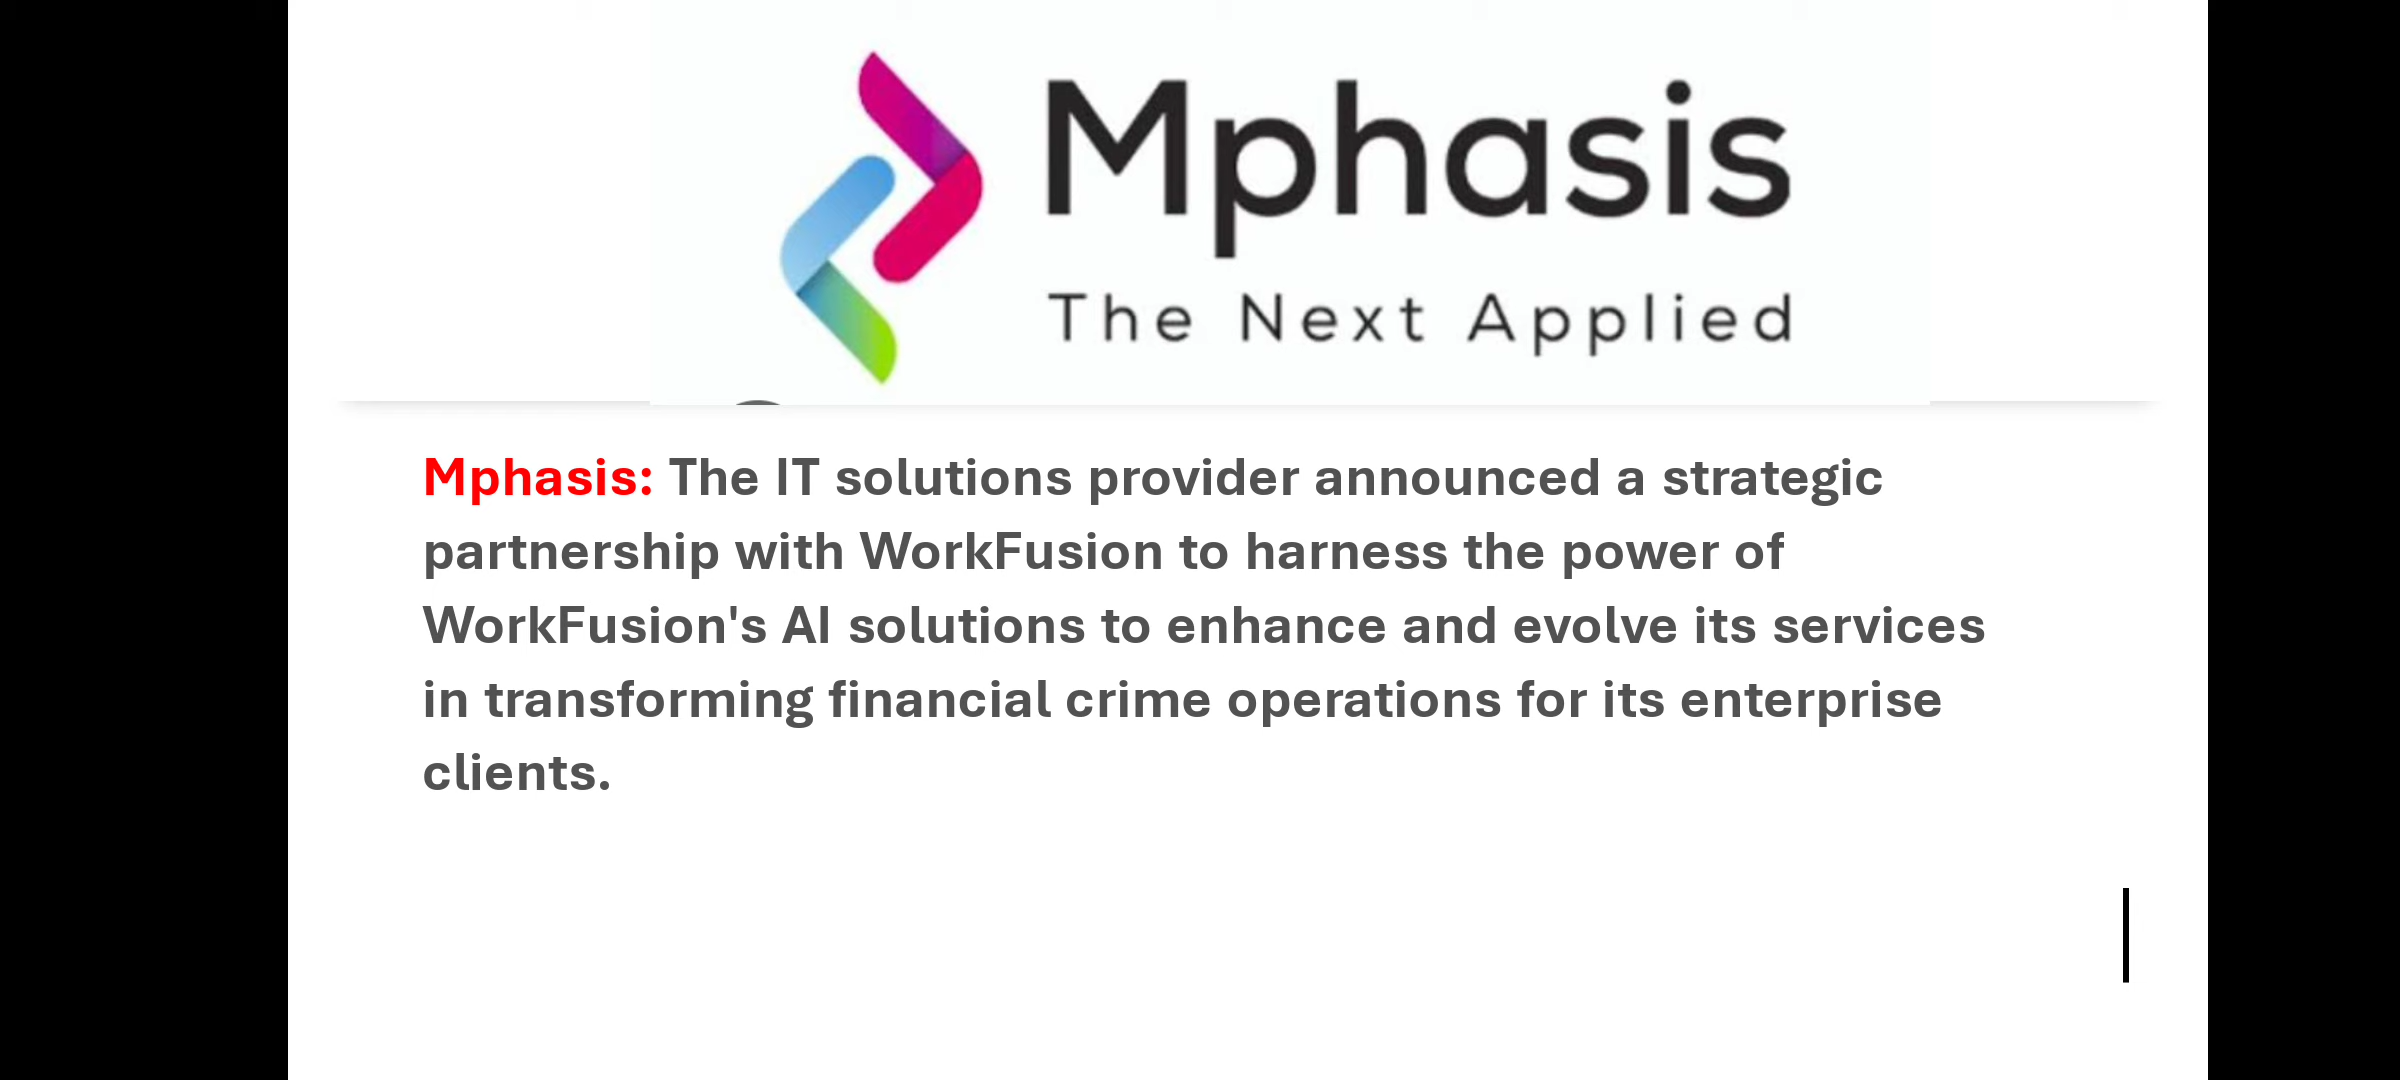 Mphasis
The Next Applied
Mphasis: The IT solutions provider announced a strategic
partnership with WorkFusion to harness the power of
WorkFusion's AI solutions to enhance and evolve its services
in transforming financial crime operations for its enterprise
clients.